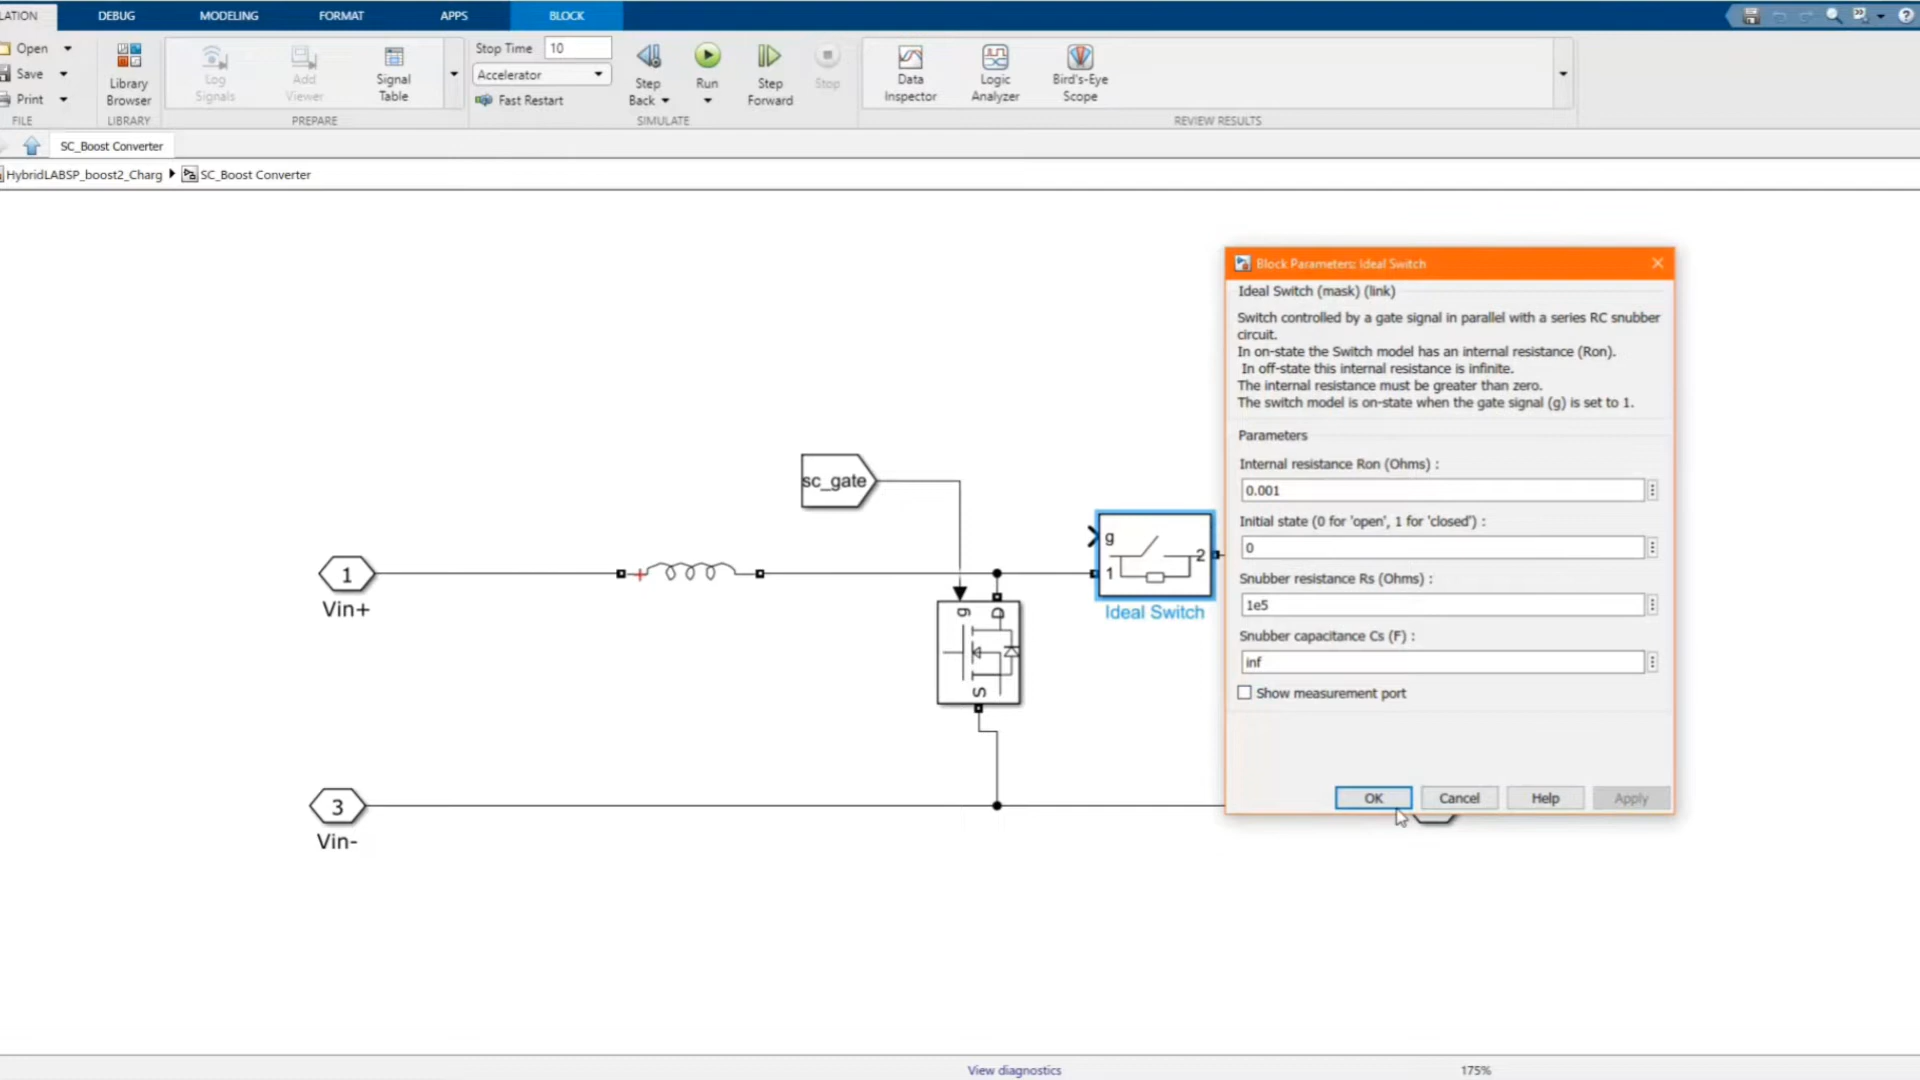 LATION
DEBUG
MODELING
FORMAT
APPS
BLOCK
Open
Save
Print
FILE
Library
Browser
LIBRARY
Log
Signals
Add
Viewer
Signal
Table
PREPARE
Stop Time
10
Accelerator
Fast Restart
Step
Back
Run
Step
Forward
Stop
SIMULATE
Data
Inspector
Logic
Analyzer
Bird's-Eye
Scope
REVIEW RESULTS
SC_Boost Converter
HybridLABSP_boost2_Charg
SC_Boost Converter
1
Vin+
3
Vin-
sc_gate
g
D
S
g
1
2
Ideal Switch
Block Parameters: Ideal Switch
Ideal Switch (mask) (link)
Switch controlled by a gate signal in parallel with a series RC snubber
circuit.
In on-state the Switch model has an internal resistance (Ron).
In off-state this internal resistance is infinite.
The internal resistance must be greater than zero.
The switch model is on-state when the gate signal (g) is set to 1.
Parameters
Internal resistance Ron (Ohms) :
0.001
Initial state (0 for 'open', 1 for 'closed') :
0
Snubber resistance Rs (Ohms) :
1e5
Snubber capacitance Cs (F) :
inf
Show measurement port
OK
Cancel
Help
Apply
View diagnostics
175%